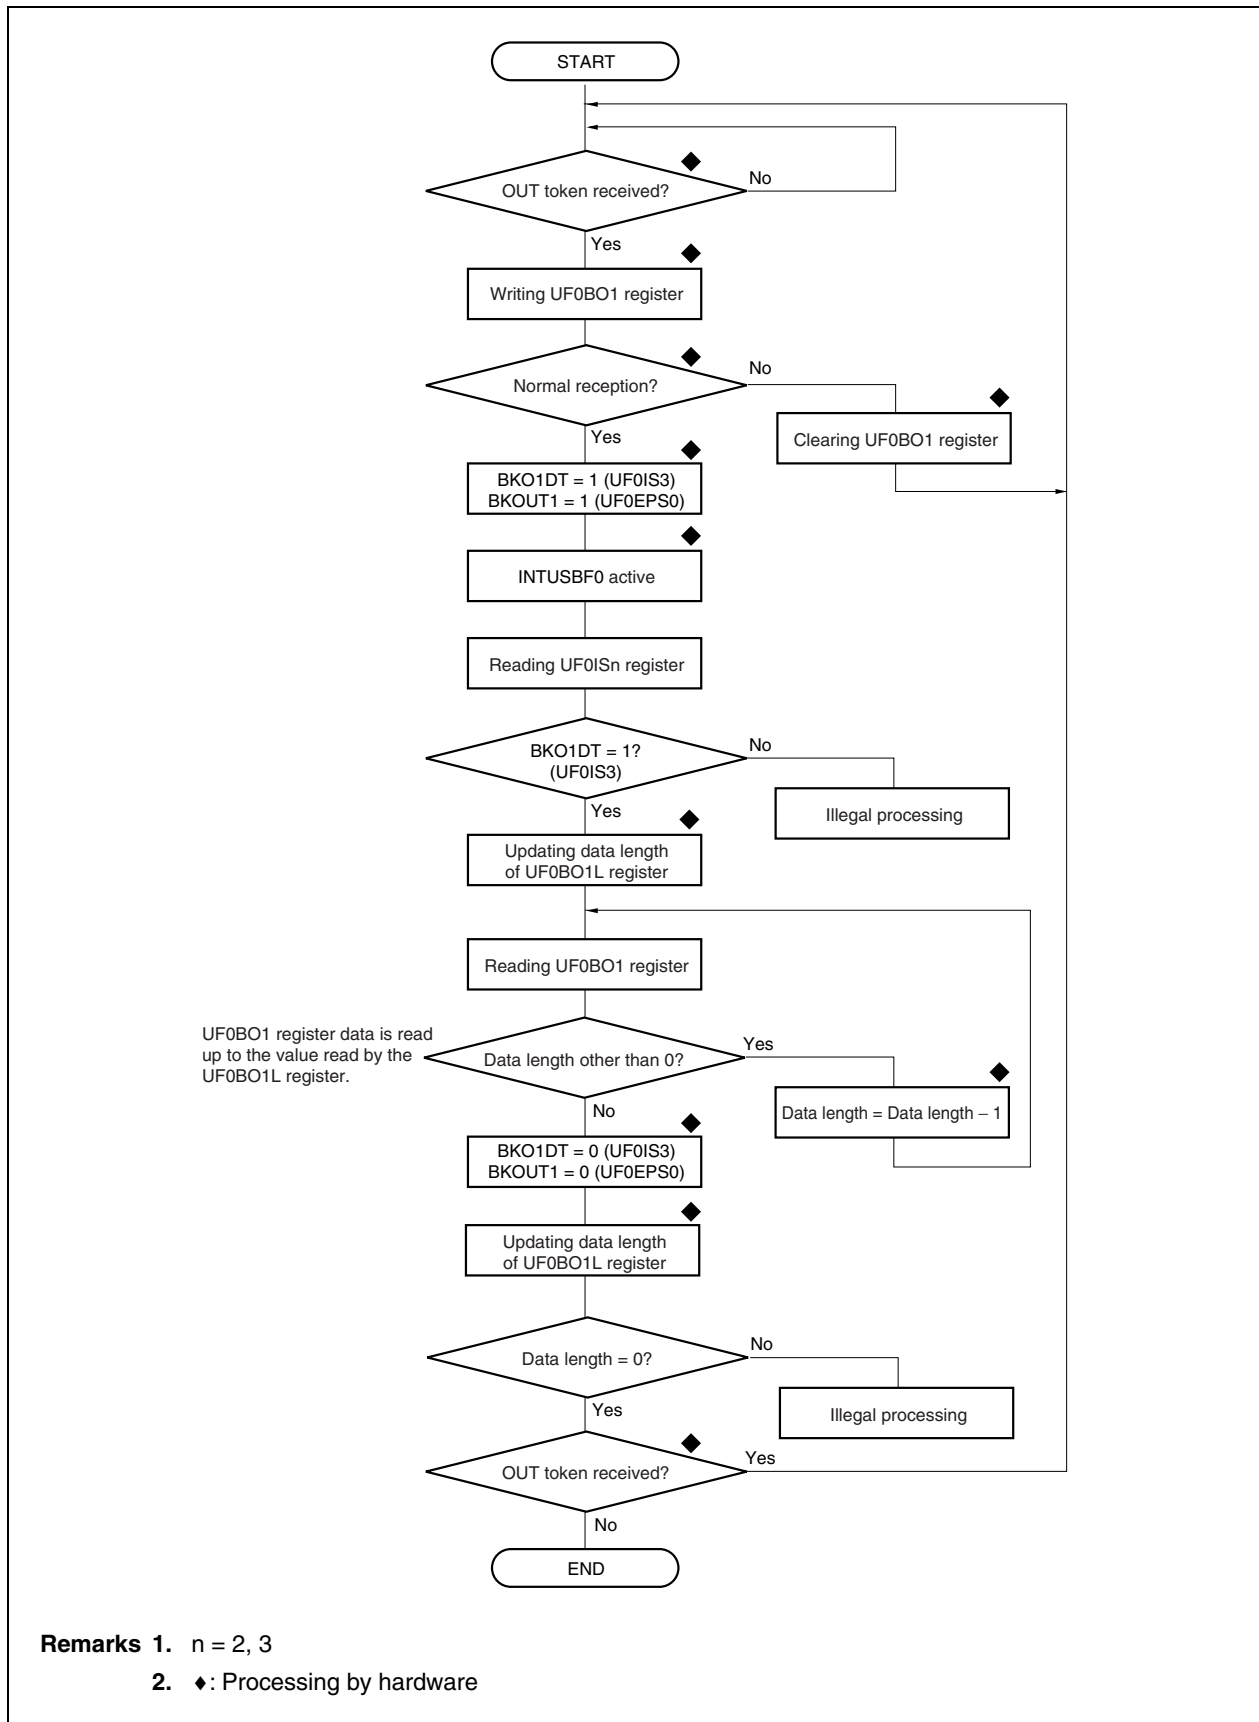 START
OUT token received?
No
Yes
Writing UF0BO1 register
Normal reception?
No
Yes
Clearing UF0BO1 register
BKO1DT = 1 (UF0IS3)
BKOUT1 = 1 (UF0EPS0)
INTUSBF0 active
Reading UF0ISn register
BKO1DT = 1?
(UF0IS3)
No
Yes
Illegal processing
Updating data length
of UF0BO1L register
Reading UF0BO1 register
UF0BO1 register data is read
up to the value read by the
UF0BO1L register.
Data length other than 0?
Yes
No
Data length = Data length − 1
BKO1DT = 0 (UF0IS3)
BKOUT1 = 0 (UF0EPS0)
Updating data length
of UF0BO1L register
Data length = 0?
No
Yes
Illegal processing
OUT token received?
Yes
No
END
Remarks 1. n = 2, 3
2. ♦: Processing by hardware